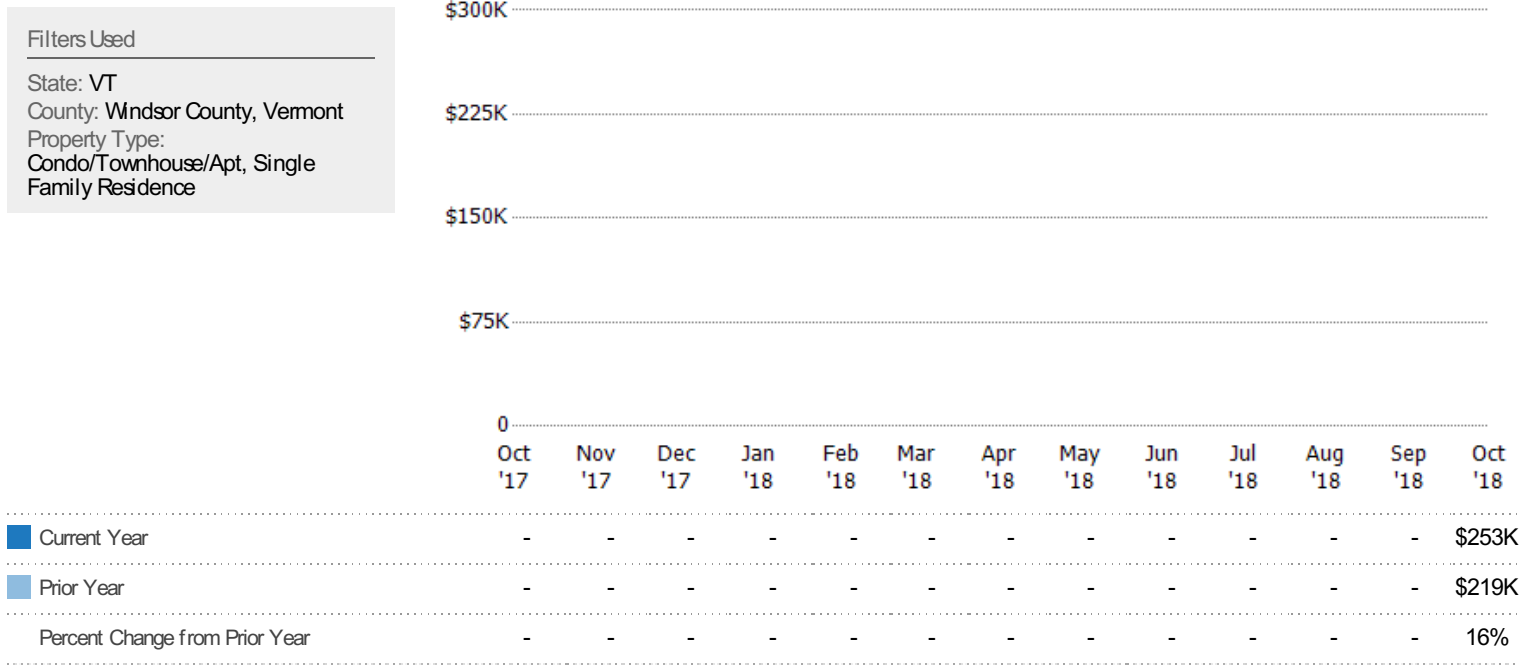 Filters Used
State: VT
County: Windsor County, Vermont
Property Type:
Condo/Townhouse/Apt, Single
Family Residence
$300K
$225K
$150K
$75K
0
Oct Nov Dec Jan Feb Mar Apr May Jun Jul Aug Sep Oct
'17 '17 '17 '18 '18 '18 '18 '18 '18 '18 '18 '18 '18
Current Year - - - - - - - - - - - - $253K
Prior Year - - - - - - - - - - - - $219K
Percent Change from Prior Year - - - - - - - - - - - - 16%